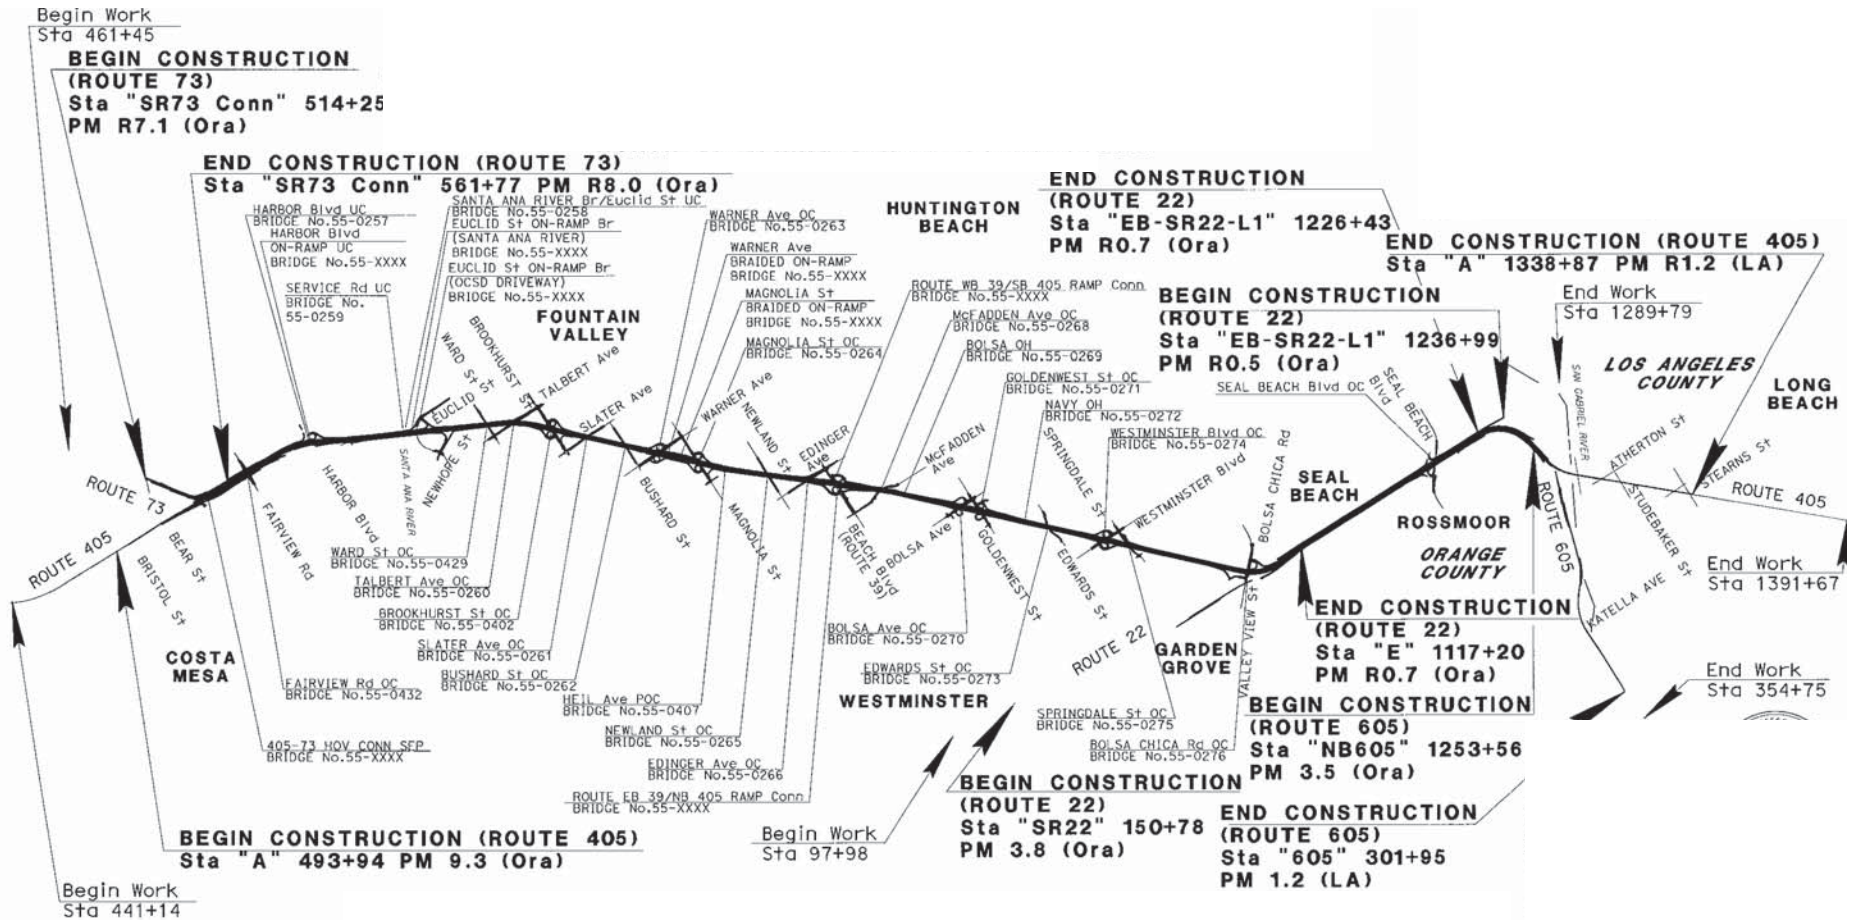 Begin Work
Sta 461+45
BEGIN CONSTRUCTION
(ROUTE 73)
Sta "SR73 Conn" 514+25
PM R7.1 (Ora)
END CONSTRUCTION (ROUTE 73)
Sta "SR73 Conn" 561+77 PM R8.0 (Ora)
HARBOR Blvd UC
BRIDGE No.55-0257
HARBOR Blvd
ON-RAMP UC
BRIDGE No.55-XXXX
SERVICE Rd UC
BRIDGE No.
55-0259
SANTA ANA RIVER Br/Euclid St UC
BRIDGE No.55-0258
EUCLID St ON-RAMP Br
(SANTA ANA RIVER)
BRIDGE No.55-XXXX
EUCLID St ON-RAMP Br
(OCSD DRIVEWAY)
BRIDGE No.55-XXXX
FOUNTAIN
VALLEY
WARNER Ave OC
BRIDGE No.55-0263
WARNER Ave
BRAIDED ON-RAMP
BRIDGE No.55-XXXX
MAGNOLIA St
BRAIDED ON-RAMP
BRIDGE No.55-XXXX
MAGNOLIA St OC
BRIDGE No.55-0264
HUNTINGTON
BEACH
ROUTE WB 39/SB 405 RAMP Conn
BRIDGE No.55-XXXX
McFADDEN Ave OC
BRIDGE No.55-0268
BOLSA OH
BRIDGE No.55-0269
GOLDENWEST St OC
BRIDGE No.55-0271
NAVY OH
BRIDGE No.55-0272
WESTMINSTER Blvd OC
BRIDGE No.55-0274
END CONSTRUCTION
(ROUTE 22)
Sta "EB-SR22-L1" 1226+43
PM R0.7 (Ora)
BEGIN CONSTRUCTION
(ROUTE 22)
Sta "EB-SR22-L1" 1236+99
PM R0.5 (Ora)
SEAL BEACH Blvd OC
END CONSTRUCTION (ROUTE 405)
Sta "A" 1338+87 PM R1.2 (LA)
End Work
Sta 1289+79
LOS ANGELES
COUNTY
LONG
BEACH
ROUTE 73
ROUTE 405
BEAR St
BRISTOL St
FAIRVIEW Rd
HARBOR Blvd
SANTA ANA RIVER
NEWHOPE St
EUCLID St
WARD St
BROOKHURST St
TALBERT Ave
SLATER Ave
BUSHARD St
WARNER Ave
MAGNOLIA St
NEWLAND St
EDINGER
Ave
BEACH Blvd
(ROUTE 39)
McFADDEN
Ave
BOLSA Ave
GOLDENWEST St
SPRINGDALE St
EDWARDS St
WESTMINSTER Blvd
BOLSA CHICA Rd
VALLEY VIEW St
ROUTE 22
SEAL BEACH
Blvd
SEAL
BEACH
ROSSMOOR
ORANGE
COUNTY
ROUTE 605
SAN GABRIEL RIVER
ATHERTON St
STUDEBAKER St
STEARNS St
ROUTE 405
KATELLA AVE
COSTA
MESA
WARD St OC
BRIDGE No.55-0429
TALBERT Ave OC
BRIDGE No.55-0260
BROOKHURST St OC
BRIDGE No.55-0402
SLATER Ave OC
BRIDGE No.55-0261
BUSHARD St OC
BRIDGE No.55-0262
FAIRVIEW Rd OC
BRIDGE No.55-0432
HEIL Ave POC
BRIDGE No.55-0407
NEWLAND St OC
BRIDGE No.55-0265
EDINGER Ave OC
BRIDGE No.55-0266
ROUTE EB 39/NB 405 RAMP Conn
BRIDGE No.55-XXXX
405-73 HOV CONN SEP
BRIDGE No.55-XXXX
BOLSA Ave OC
BRIDGE No.55-0270
EDWARDS St OC
BRIDGE No.55-0273
WESTMINSTER
GARDEN
GROVE
SPRINGDALE St OC
BRIDGE No.55-0275
BOLSA CHICA Rd OC
BRIDGE No.55-0276
END CONSTRUCTION
(ROUTE 22)
Sta "E" 1117+20
PM R0.7 (Ora)
BEGIN CONSTRUCTION
(ROUTE 605)
Sta "NB605" 1253+56
PM 3.5 (Ora)
End Work
Sta 1391+67
End Work
Sta 354+75
BEGIN CONSTRUCTION
(ROUTE 22)
Sta "SR22" 150+78
PM 3.8 (Ora)
END CONSTRUCTION
(ROUTE 605)
Sta "605" 301+95
PM 1.2 (LA)
Begin Work
Sta 97+98
BEGIN CONSTRUCTION (ROUTE 405)
Sta "A" 493+94 PM 9.3 (Ora)
Begin Work
Sta 441+14